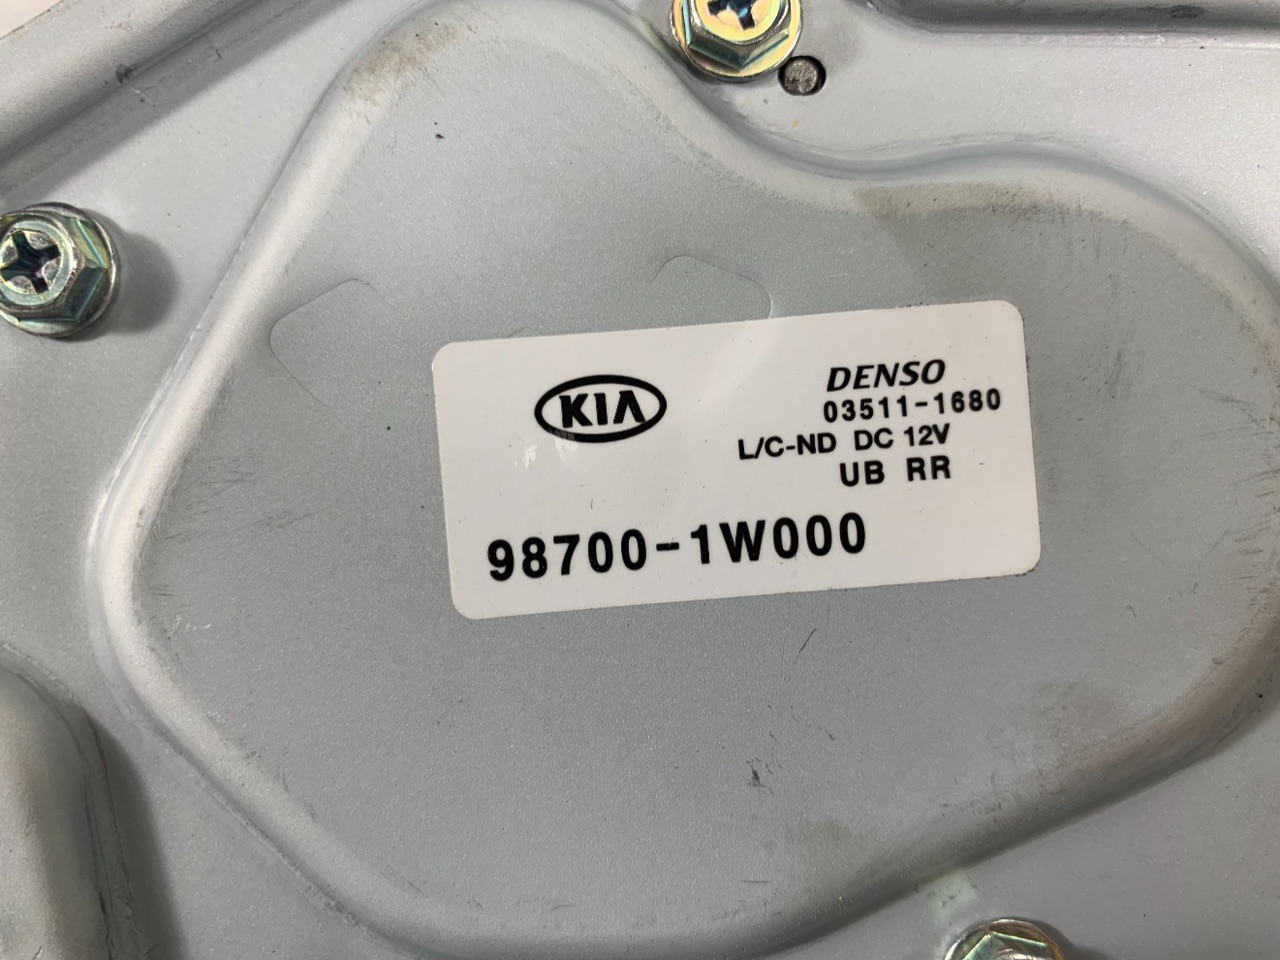 KIA
DENSO
03511-1680
L/C-ND DC 12V
UB RR
98700-1W000